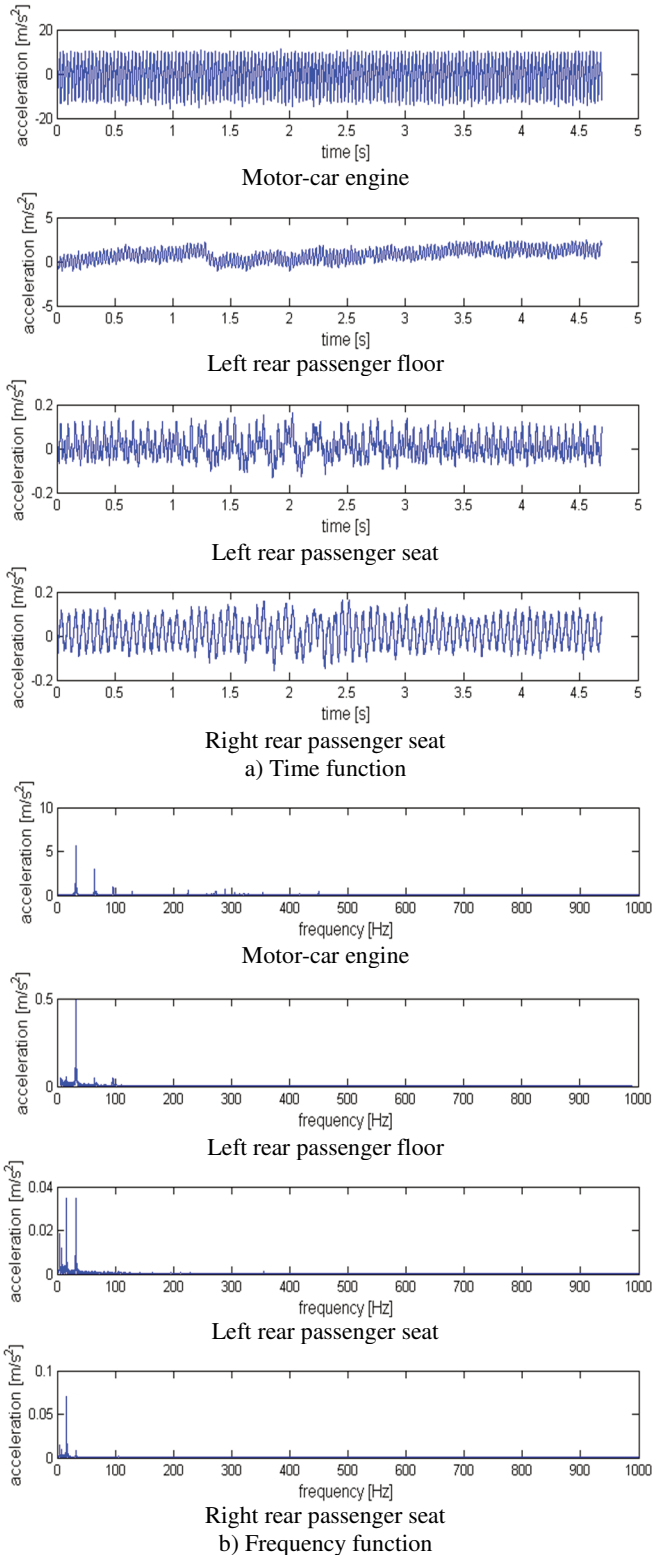 acceleration [m/s²]
20
0
-20
0 0.5 1 1.5 2 2.5 3 3.5 4 4.5 5
time [s]
Motor-car engine
acceleration [m/s²]
5
0
-5
0 0.5 1 1.5 2 2.5 3 3.5 4 4.5 5
time [s]
Left rear passenger floor
acceleration [m/s²]
0.2
0
-0.2
0 0.5 1 1.5 2 2.5 3 3.5 4 4.5 5
time [s]
Left rear passenger seat
acceleration [m/s²]
0.2
0
-0.2
0 0.5 1 1.5 2 2.5 3 3.5 4 4.5 5
time [s]
Right rear passenger seat
a) Time function
acceleration [m/s²]
10
5
0
0 100 200 300 400 500 600 700 800 900 1000
frequency [Hz]
Motor-car engine
acceleration [m/s²]
0.5
0
0 100 200 300 400 500 600 700 800 900 1000
frequency [Hz]
Left rear passenger floor
acceleration [m/s²]
0.04
0.02
0
0 100 200 300 400 500 600 700 800 900 1000
frequency [Hz]
Left rear passenger seat
acceleration [m/s²]
0.1
0.05
0
0 100 200 300 400 500 600 700 800 900 1000
frequency [Hz]
Right rear passenger seat
b) Frequency function